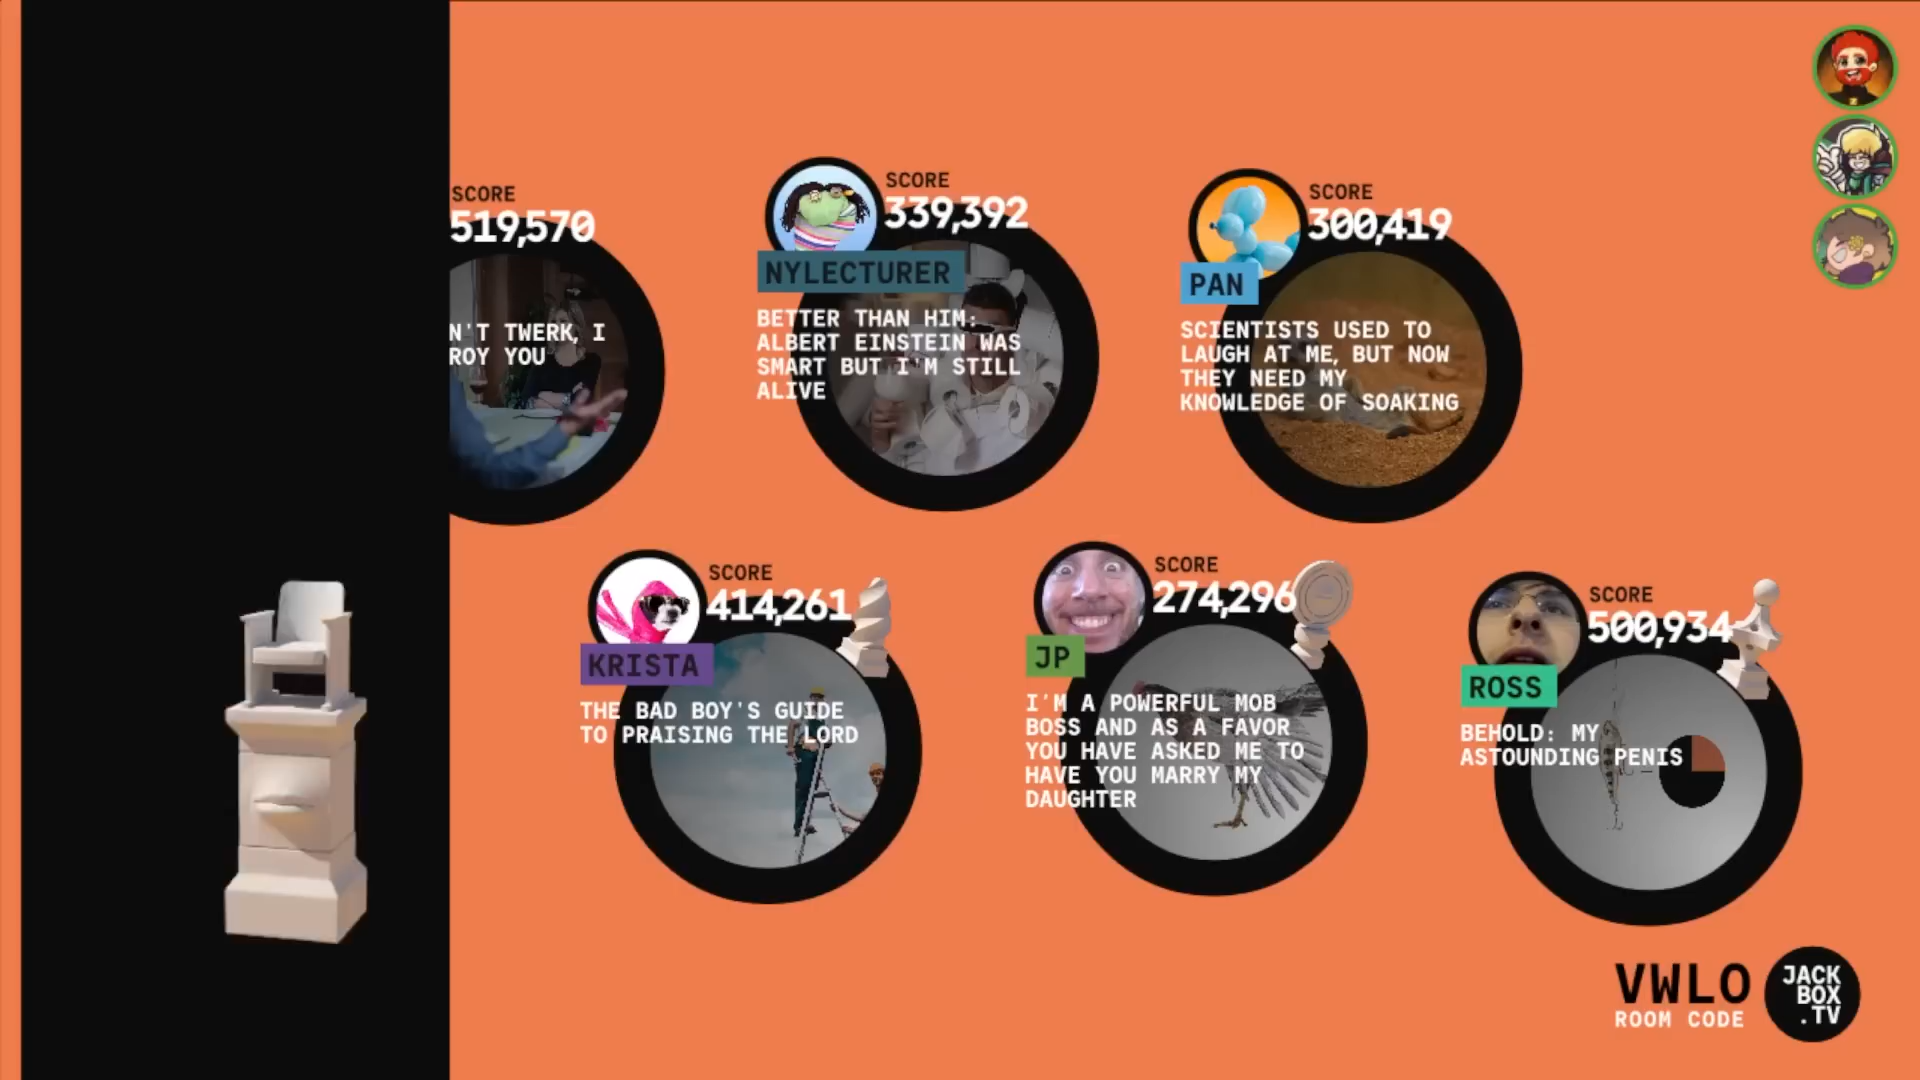 SCORE
519,570
N'T TWERK, I
ROY YOU
SCORE
339,392
NYLECTURER
BETTER THAN HIM:
ALBERT EINSTEIN WAS
SMART BUT I'M STILL
ALIVE
SCORE
300,419
PAN
SCIENTISTS USED TO
LAUGH AT ME, BUT NOW
THEY NEED MY
KNOWLEDGE OF SOAKING
SCORE
414,261
KRISTA
THE BAD BOY'S GUIDE
TO PRAISING THE LORD
SCORE
274,296
JP
I'M A POWERFUL MOB
BOSS AND AS A FAVOR
YOU HAVE ASKED ME TO
HAVE YOU MARRY MY
DAUGHTER
SCORE
500,934
ROSS
BEHOLD: MY
ASTOUNDING PENIS
VWLO
ROOM CODE
JACK
BOX
.TV